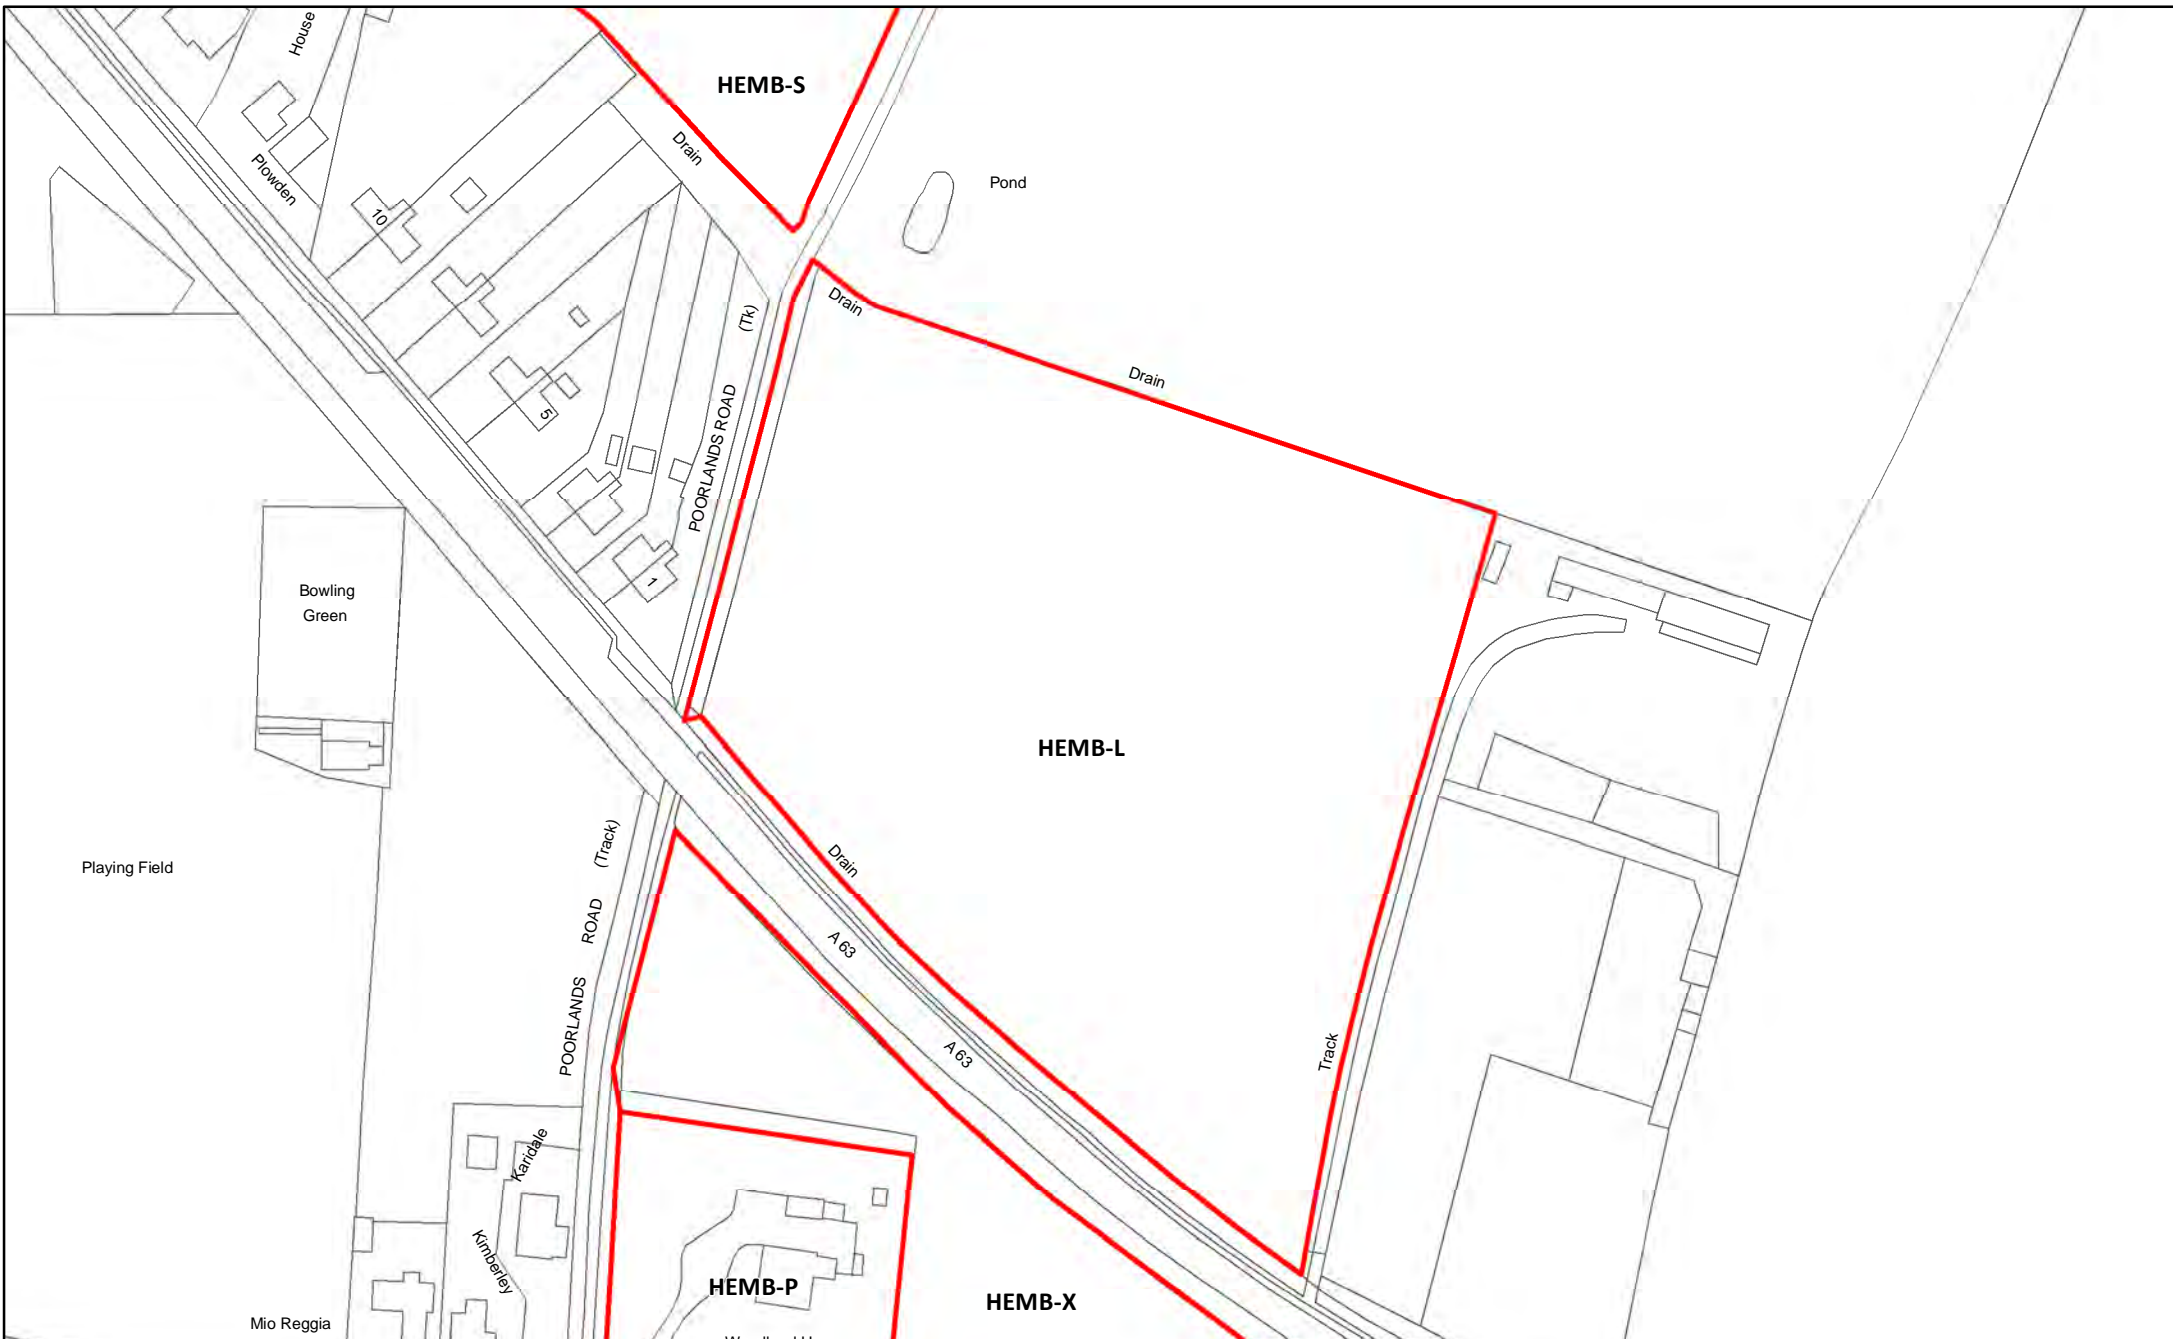 House
HEMB-S
Drain
Plowden
Pond
10
Drain
(Tk)
Drain
5
POORLANDS ROAD
1
Bowling
Green
HEMB-L
Drain
Playing Field
(Track)
ROAD
A 63
POORLANDS
A 63
Track
Karidale
Kimberley
HEMB-P
HEMB-X
Mio Reggia